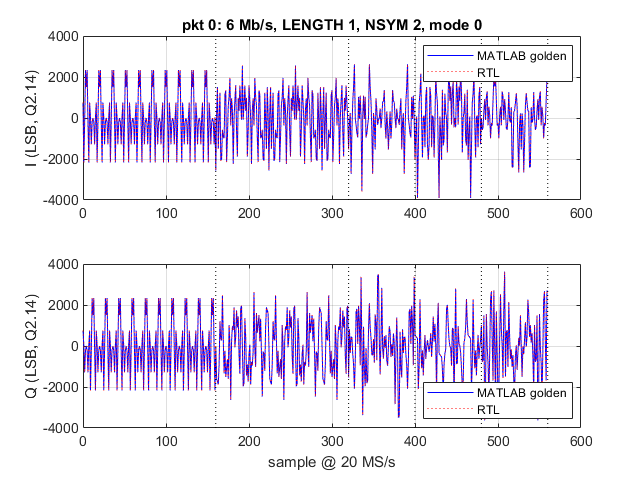 pkt 0: 6 Mb/s, LENGTH 1, NSYM 2, mode 0
4000
2000
0
-2000
-4000
I (LSB, Q2.14)
MATLAB golden
RTL
0 100 200 300 400 500 600
4000
2000
0
-2000
-4000
Q (LSB, Q2.14)
MATLAB golden
RTL
0 100 200 300 400 500 600
sample @ 20 MS/s